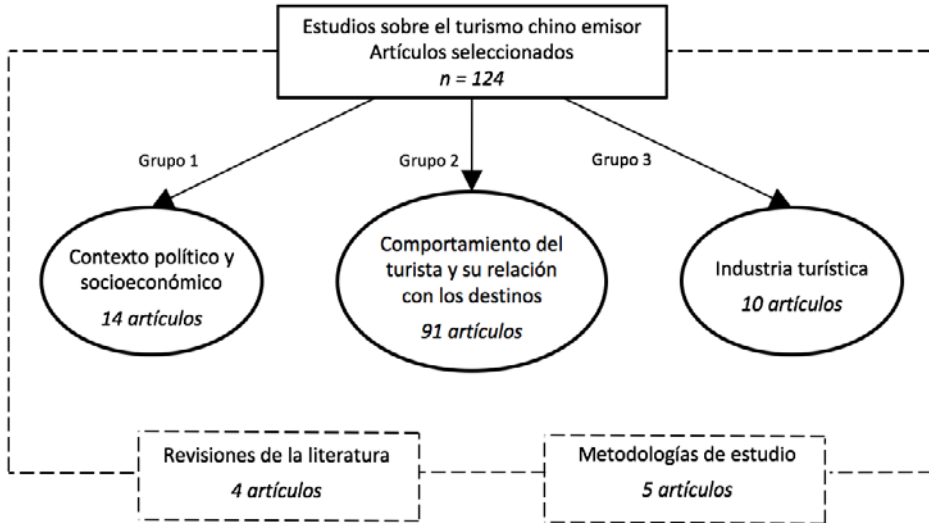 Estudios sobre el turismo chino emisor
Artículos seleccionados
n = 124
Grupo 1
Grupo 2
Grupo 3
Contexto político y
socioeconómico
14 artículos
Comportamiento del
turista y su relación
con los destinos
91 artículos
Industria turística
10 artículos
Revisiones de la literatura
4 artículos
Metodologías de estudio
5 artículos